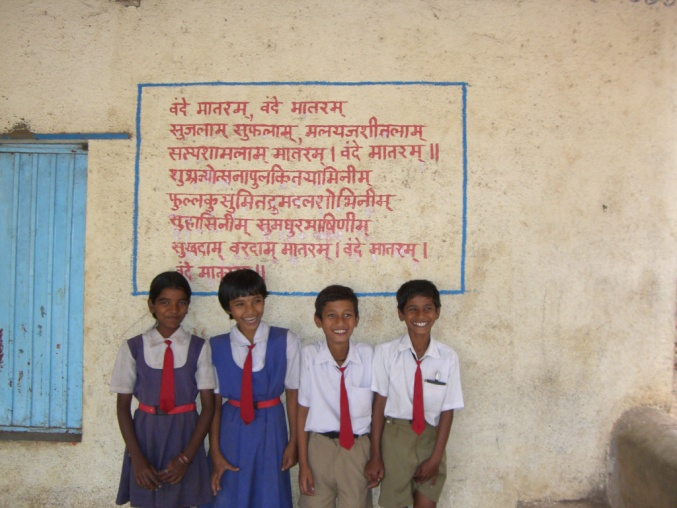 वंदे मातरम्, वंदे मातरम्
सुजलाम् सुफलाम्, मलयजशीतलाम्
सस्यशामलाम् मातरम्। वंदे मातरम्॥
शुभ्रज्योत्सनापुलकितयामिनीम्
फुल्लकुसुमितद्रुमदलशोभिनीम्
सुहासिनीम् सुमधुरभाषिणीम्
सुखदाम् वरदाम् मातरम्। वंदे मातरम्।
वंदे मातरम्॥